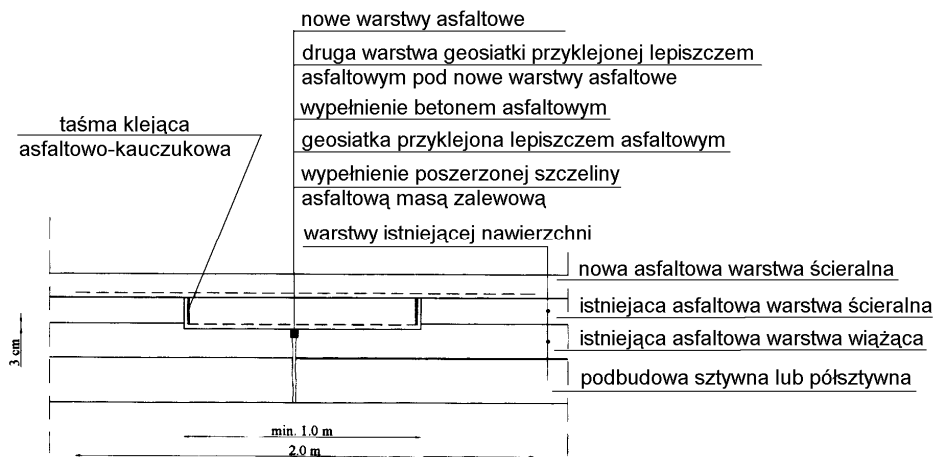 nowe warstwy asfaltowe
druga warstwa geosiatki przyklejonej lepiszczem
asfaltowym pod nowe warstwy asfaltowe
wypełnienie betonem asfaltowym
taśma klejąca
asfaltowo-kauczukowa
geosiatka przyklejona lepiszczem asfaltowym
wypełnienie poszerzonej szczeliny
asfaltową masą zalewową
warstwy istniejącej nawierzchni
nowa asfaltowa warstwa ścieralna
istniejaca asfaltowa warstwa ścieralna
istniejąca asfaltowa warstwa wiążąca
podbudowa sztywna lub półsztywna
3 cm
min. 1.0 m
2.0 m